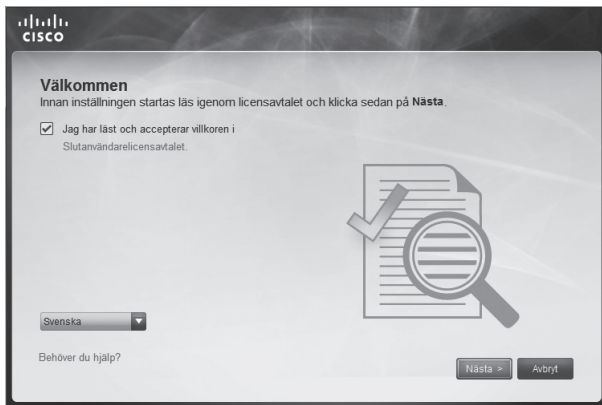 CISCO
Välkommen
Innan inställningen startas läs igenom licensavtalet och klicka sedan på Nästa.
Jag har läst och accepterar villkoren i
Slutanvändarelicensavtalet.
Svenska
Behöver du hjälp?
Nästa >
Avbryt